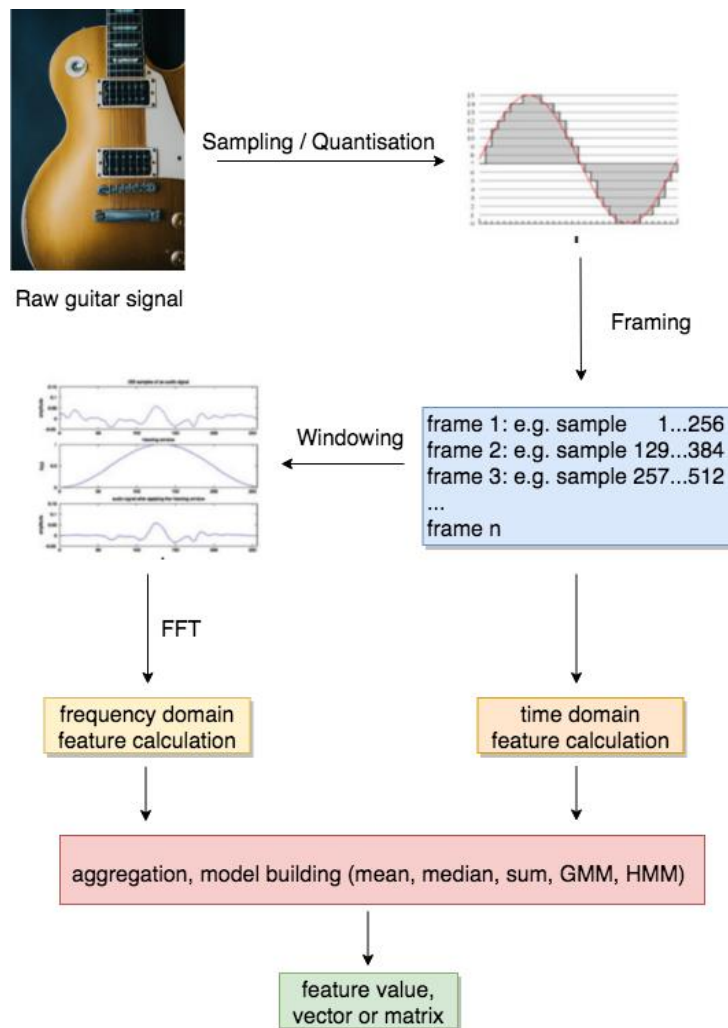 Sampling / Quantisation
Raw guitar signal
Framing
Windowing
frame 1: e.g. sample 1...256
frame 2: e.g. sample 129...384
frame 3: e.g. sample 257...512
...
frame n
FFT
frequency domain
feature calculation
time domain
feature calculation
aggregation, model building (mean, median, sum, GMM, HMM)
feature value,
vector or matrix